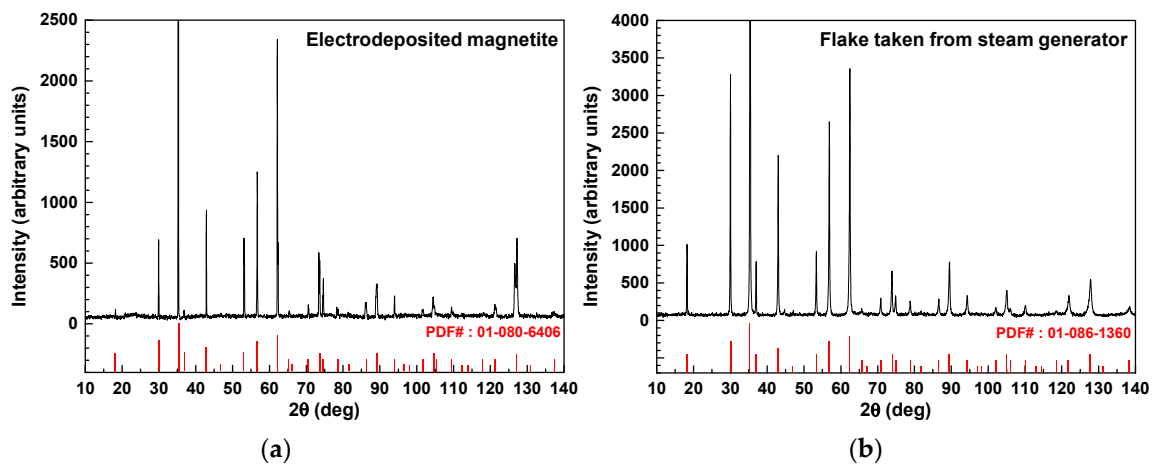 Electrodeposited magnetite
2500
2000
1500
1000
500
0
Intensity (arbitrary units)
PDF# : 01-080-6406
10 20 30 40 50 60 70 80 90 100 110 120 130 140
2θ (deg)
(a)
Flake taken from steam generator
4000
3500
3000
2500
2000
1500
1000
500
0
Intensity (arbitrary units)
PDF# : 01-086-1360
10 20 30 40 50 60 70 80 90 100 110 120 130 140
2θ (deg)
(b)